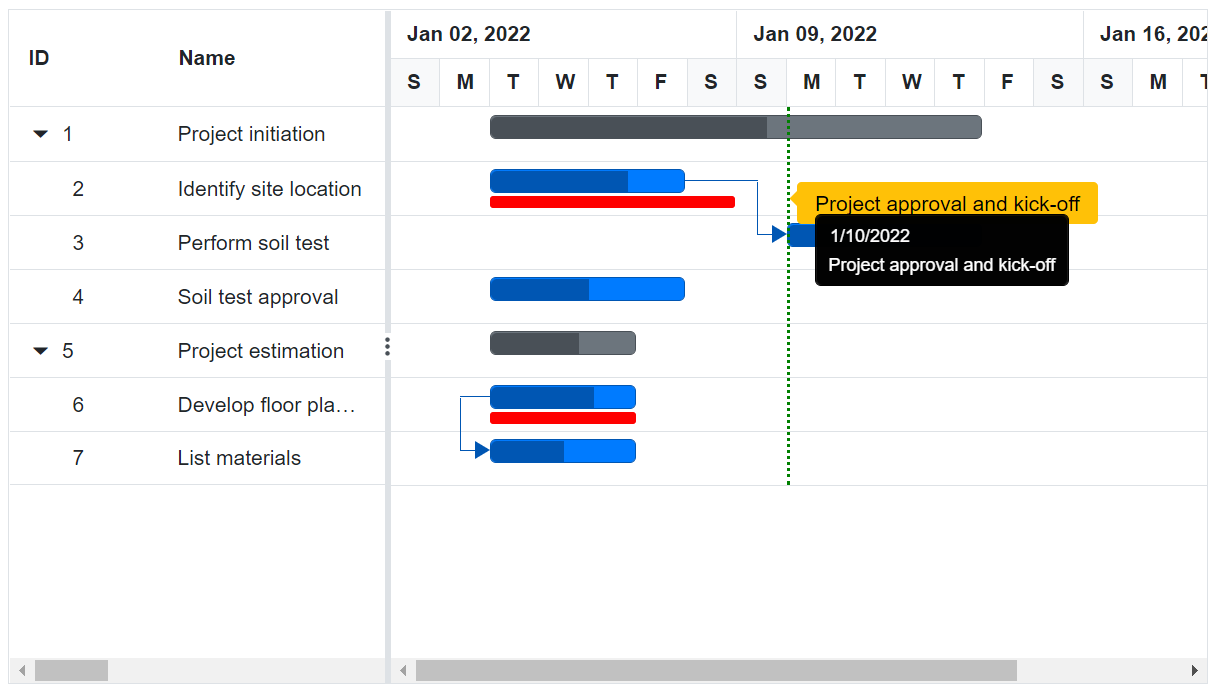 ID Name
Jan 02, 2022 Jan 09, 2022 Jan 16, 202
S M T W T F S S M T W T F S S M T
1 Project initiation
2 Identify site location
Project approval and kick-off
3 Perform soil test
1/10/2022
Project approval and kick-off
4 Soil test approval
5 Project estimation
6 Develop floor pla…
7 List materials